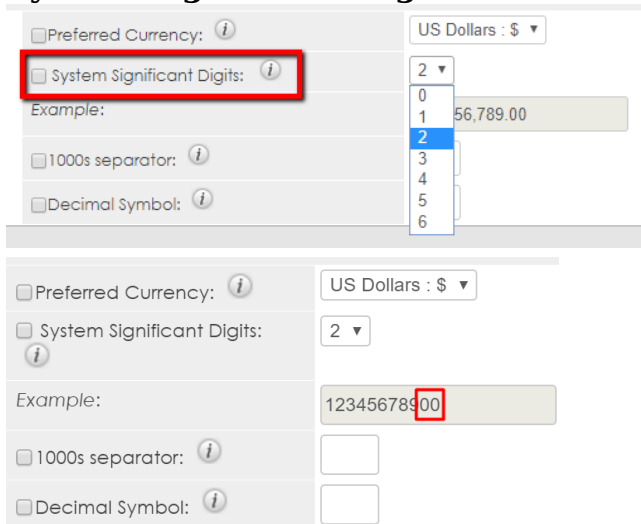 Preferred Currency: i US Dollars : $
System Significant Digits: i 2
0
Example:
1 56,789.00
2
1000s separator: i 3
4
Decimal Symbol: i 5
6
Preferred Currency: i US Dollars : $
System Significant Digits: 2
i
Example: 12345678900
1000s separator: i
Decimal Symbol: i